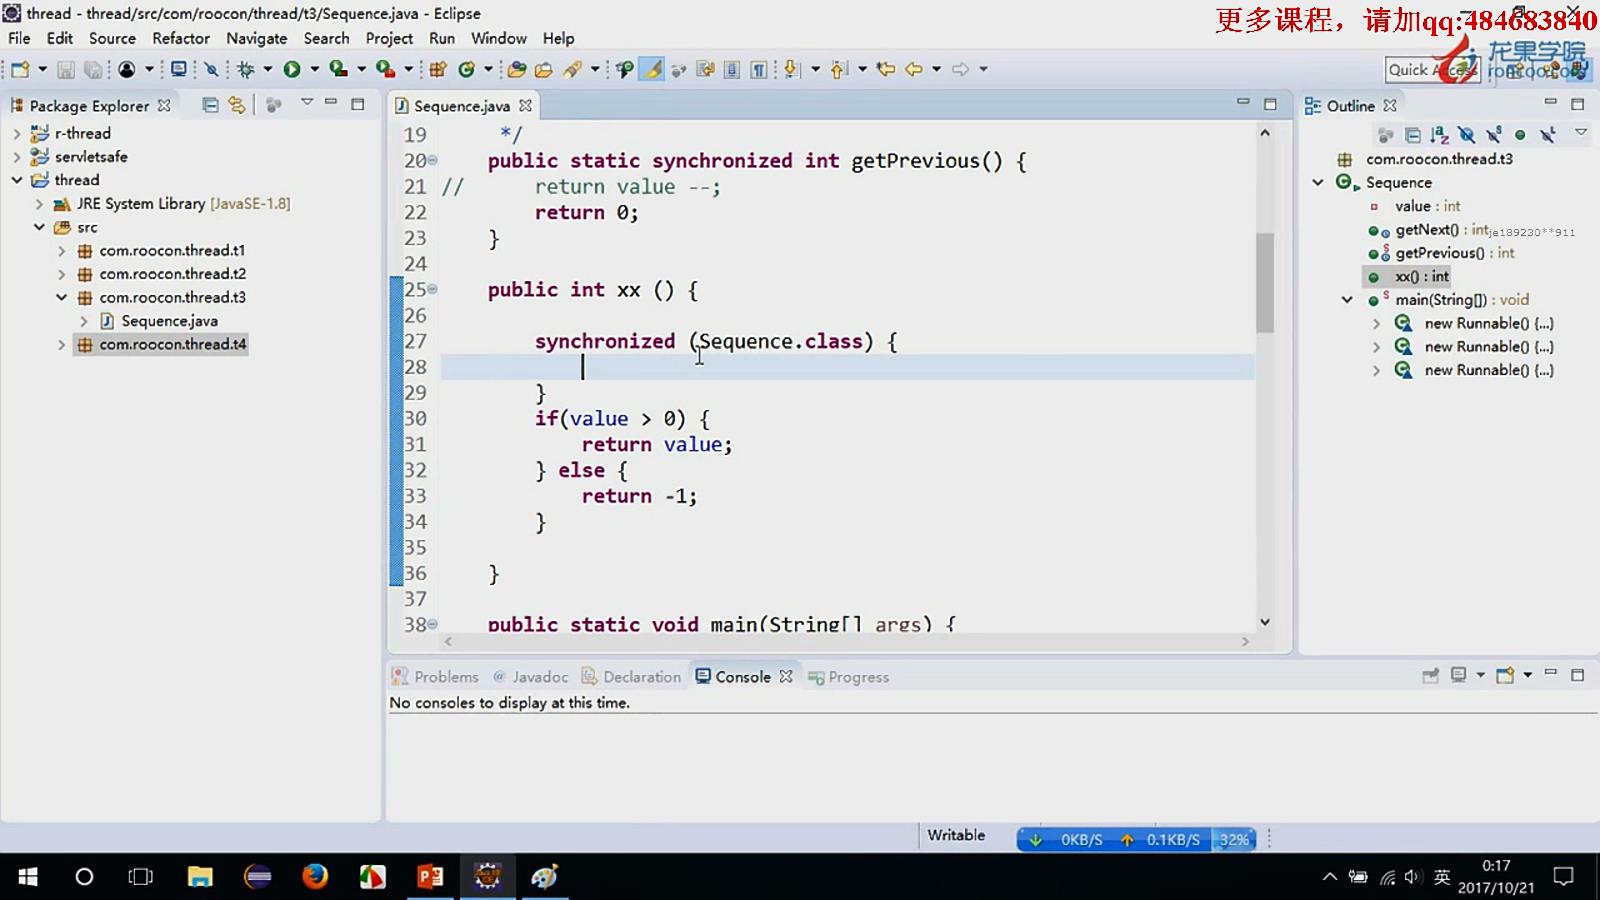 thread - thread/src/com/roocon/thread/t3/Sequence.java - Eclipse
更多课程，请加qq:484683840
File Edit Source Refactor Navigate Search Project Run Window Help
龙果学院
Quick Access
roncoo.com
Package Explorer
r-thread
servletsafe
thread
JRE System Library [JavaSE-1.8]
src
com.roocon.thread.t1
com.roocon.thread.t2
com.roocon.thread.t3
Sequence.java
com.roocon.thread.t4
Sequence.java
19 */
20 public static synchronized int getPrevious() {
21 // return value --;
22 return 0;
23 }
24
25 public int xx () {
26
27 synchronized (Sequence.class) {
28
29 }
30 if(value > 0) {
31 return value;
32 } else {
33 return -1;
34 }
35
36 }
37
38 public static void main(String[] args) {
Outline
com.roocon.thread.t3
Sequence
value : int
getNext() : int
je189230**911
getPrevious() : int
xx() : int
main(String[]) : void
new Runnable() {...}
new Runnable() {...}
new Runnable() {...}
Problems @ Javadoc Declaration Console Progress
No consoles to display at this time.
Writable
0KB/S 0.1KB/S 32%
英
0:17
2017/10/21